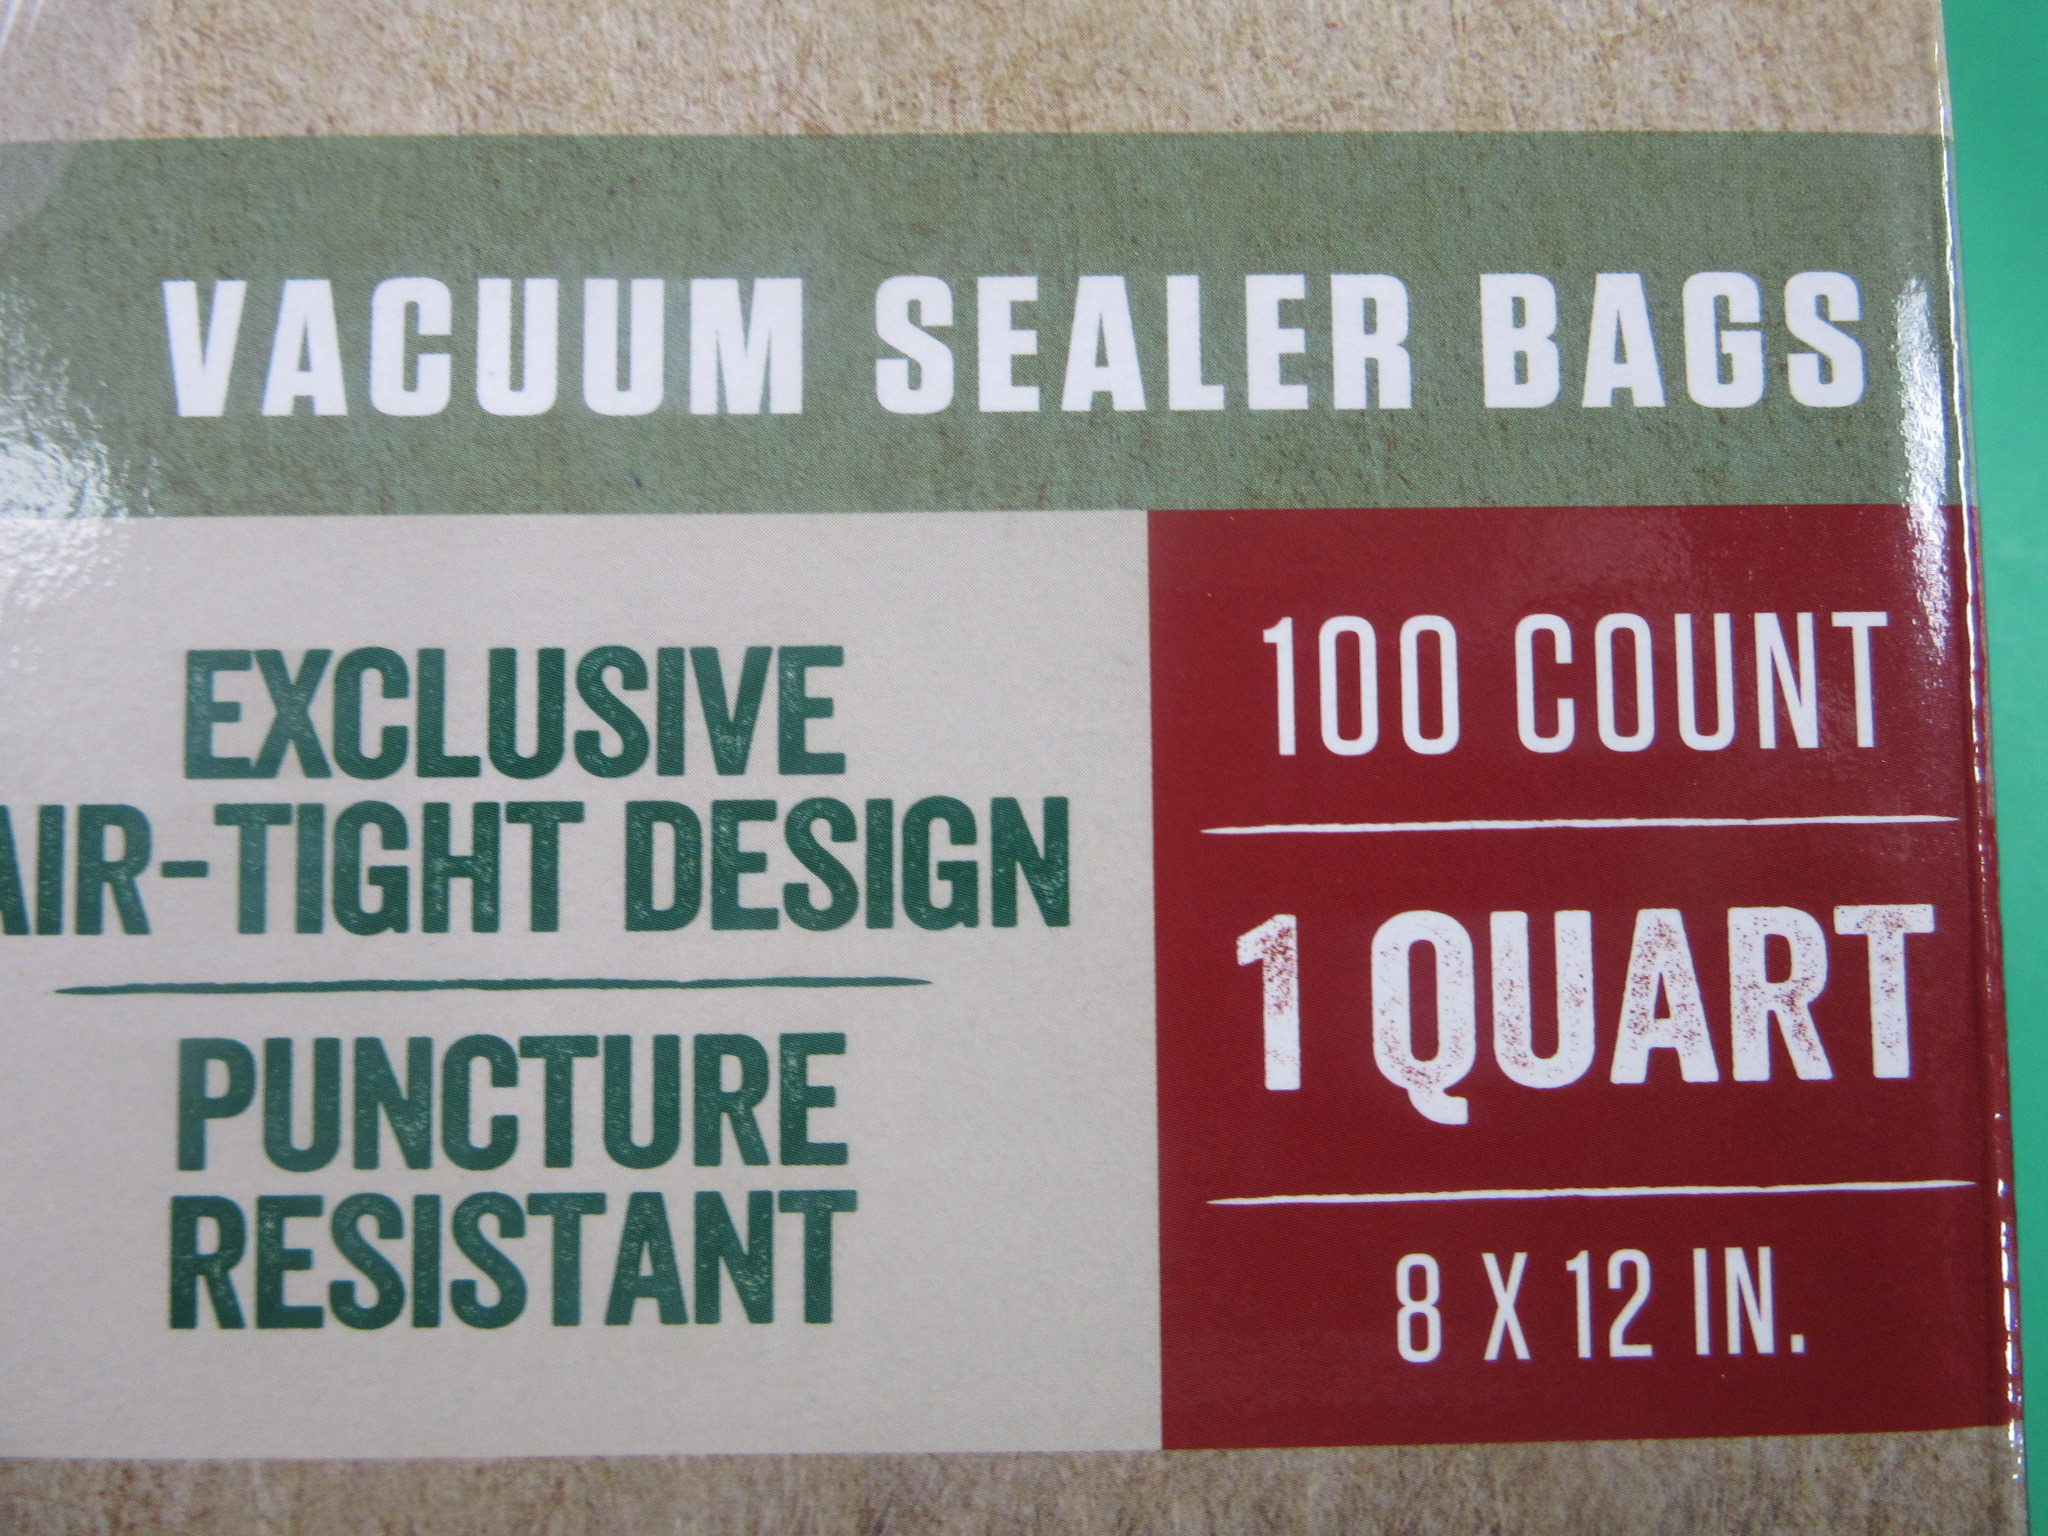 VACUUM SEALER BAGS
EXCLUSIVE
AIR-TIGHT DESIGN
PUNCTURE
RESISTANT
100 COUNT
1 QUART
8 X 12 IN.